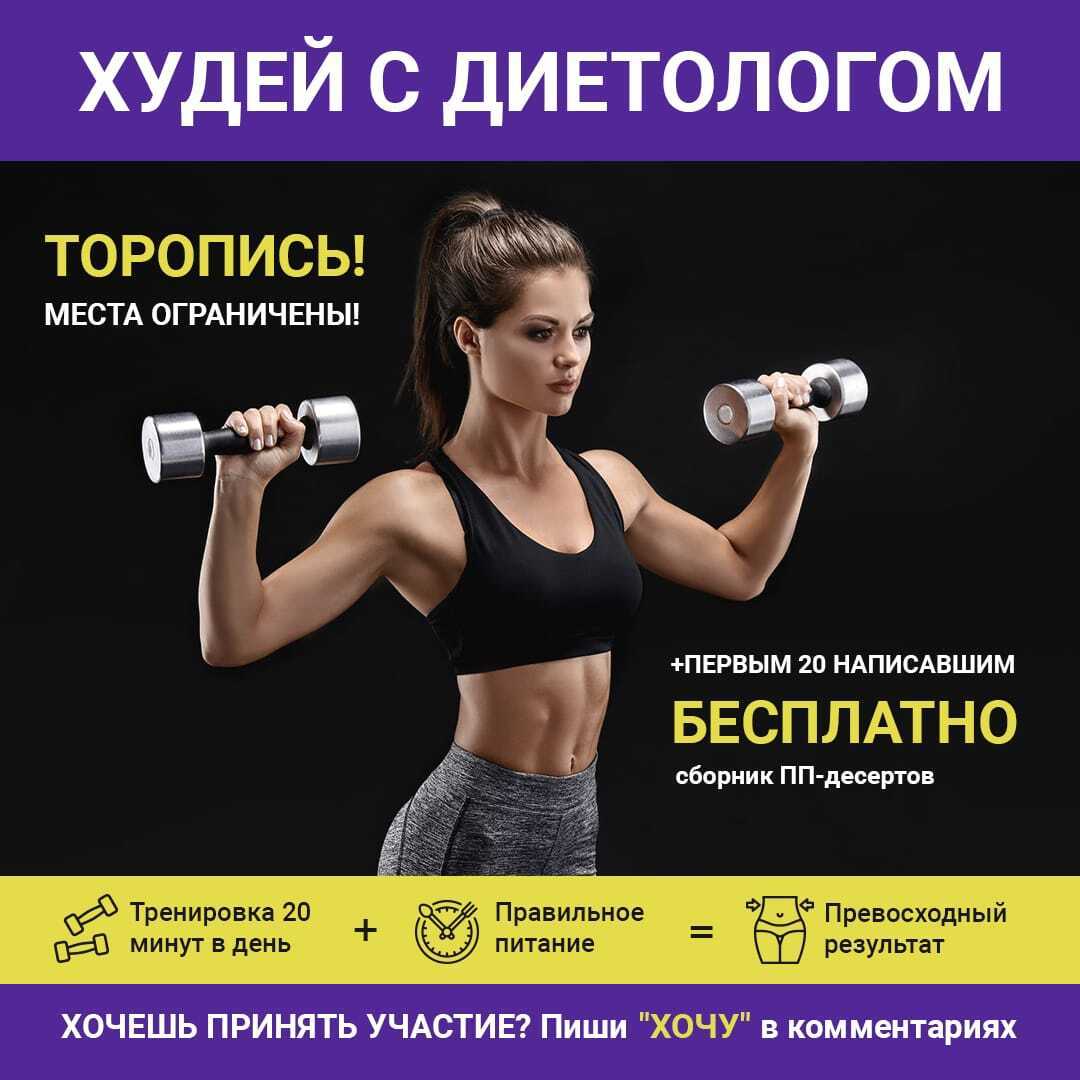 ХУДЕЙ С ДИЕТОЛОГОМ
ТОРОПИСЬ!
МЕСТА ОГРАНИЧЕНЫ!
+ПЕРВЫМ 20 НАПИСАВШИМ
БЕСПЛАТНО
сборник ПП-десертов
Тренировка 20
минут в день
+
Правильное
питание
=
Превосходный
результат
ХОЧЕШЬ ПРИНЯТЬ УЧАСТИЕ? Пиши "ХОЧУ" в комментариях